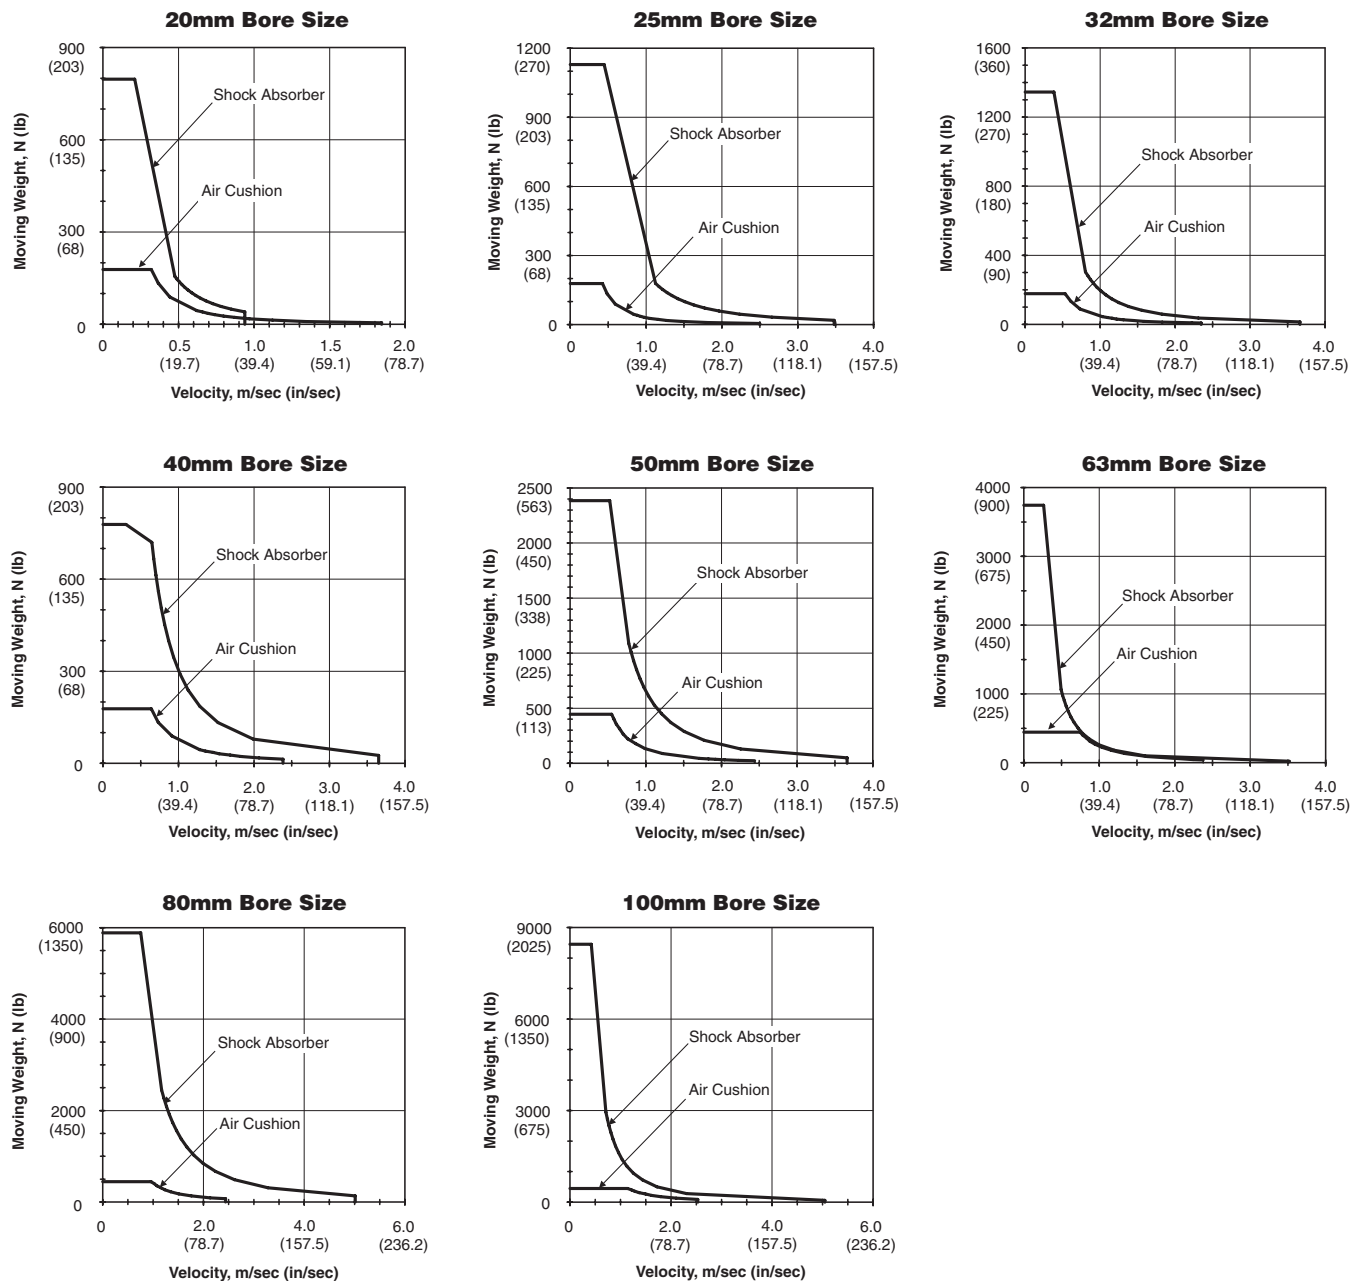 20mm Bore Size
900
(203)
600
(135)
300
(68)
0
Moving Weight, N (lb)
Shock Absorber
Air Cushion
0 0.5 1.0 1.5 2.0
(19.7) (39.4) (59.1) (78.7)
Velocity, m/sec (in/sec)
25mm Bore Size
1200
(270)
900
(203)
600
(135)
300
(68)
0
Moving Weight, N (lb)
Shock Absorber
Air Cushion
0 1.0 2.0 3.0 4.0
(39.4) (78.7) (118.1) (157.5)
Velocity, m/sec (in/sec)
32mm Bore Size
1600
(360)
1200
(270)
800
(180)
400
(90)
0
Moving Weight, N (lb)
Shock Absorber
Air Cushion
0 1.0 2.0 3.0 4.0
(39.4) (78.7) (118.1) (157.5)
Velocity, m/sec (in/sec)
40mm Bore Size
900
(203)
600
(135)
300
(68)
0
Moving Weight, N (lb)
Shock Absorber
Air Cushion
0 1.0 2.0 3.0 4.0
(39.4) (78.7) (118.1) (157.5)
Velocity, m/sec (in/sec)
50mm Bore Size
2500
(563)
2000
(450)
1500
(338)
1000
(225)
500
(113)
0
Moving Weight, N (lb)
Shock Absorber
Air Cushion
0 1.0 2.0 3.0 4.0
(39.4) (78.7) (118.1) (157.5)
Velocity, m/sec (in/sec)
63mm Bore Size
4000
(900)
3000
(675)
2000
(450)
1000
(225)
0
Moving Weight, N (lb)
Shock Absorber
Air Cushion
0 1.0 2.0 3.0 4.0
(39.4) (78.7) (118.1) (157.5)
Velocity, m/sec (in/sec)
80mm Bore Size
6000
(1350)
4000
(900)
2000
(450)
0
Moving Weight, N (lb)
Shock Absorber
Air Cushion
0 2.0 4.0 6.0
(78.7) (157.5) (236.2)
Velocity, m/sec (in/sec)
100mm Bore Size
9000
(2025)
6000
(1350)
3000
(675)
0
Moving Weight, N (lb)
Shock Absorber
Air Cushion
0 2.0 4.0 6.0
(78.7) (157.5) (236.2)
Velocity, m/sec (in/sec)